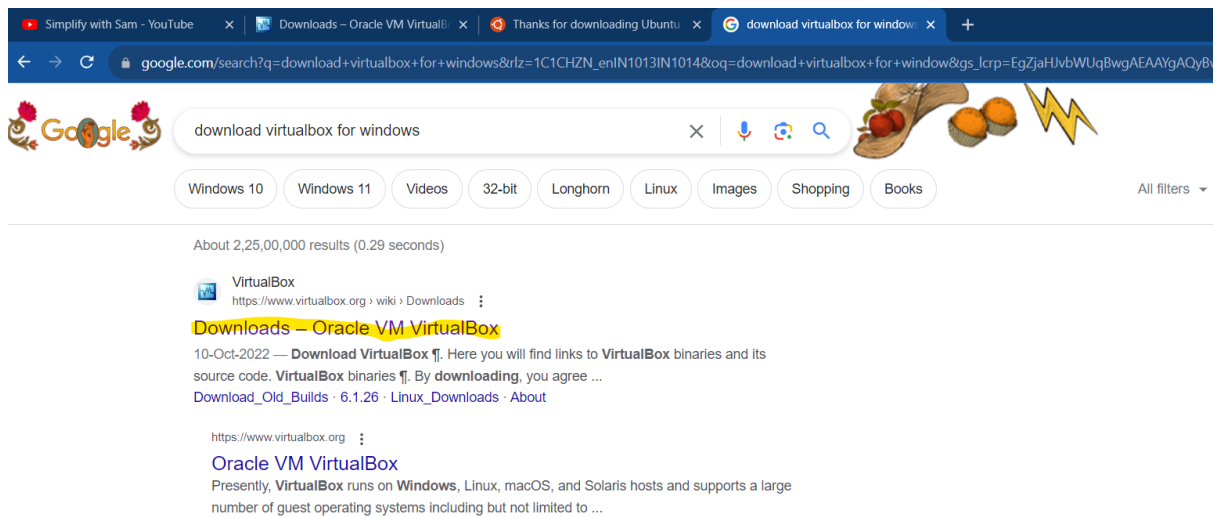 Simplify with Sam - YouTube
Downloads – Oracle VM VirtualB
Thanks for downloading Ubuntu
download virtualbox for windows
google.com/search?q=download+virtualbox+for+windows&rlz=1C1CHZN_enIN1013IN1014&oq=download+virtualbox+for+window&gs_lcrp=EgZjaHJvbWUqBwgAEAAYgAQyBw
Google
download virtualbox for windows
Windows 10
Windows 11
Videos
32-bit
Longhorn
Linux
Images
Shopping
Books
All filters
About 2,25,00,000 results (0.29 seconds)
VirtualBox
https://www.virtualbox.org › wiki › Downloads
Downloads – Oracle VM VirtualBox
10-Oct-2022 — Download VirtualBox ¶. Here you will find links to VirtualBox binaries and its
source code. VirtualBox binaries ¶. By downloading, you agree ...
Download_Old_Builds · 6.1.26 · Linux_Downloads · About
https://www.virtualbox.org
Oracle VM VirtualBox
Presently, VirtualBox runs on Windows, Linux, macOS, and Solaris hosts and supports a large
number of guest operating systems including but not limited to ...